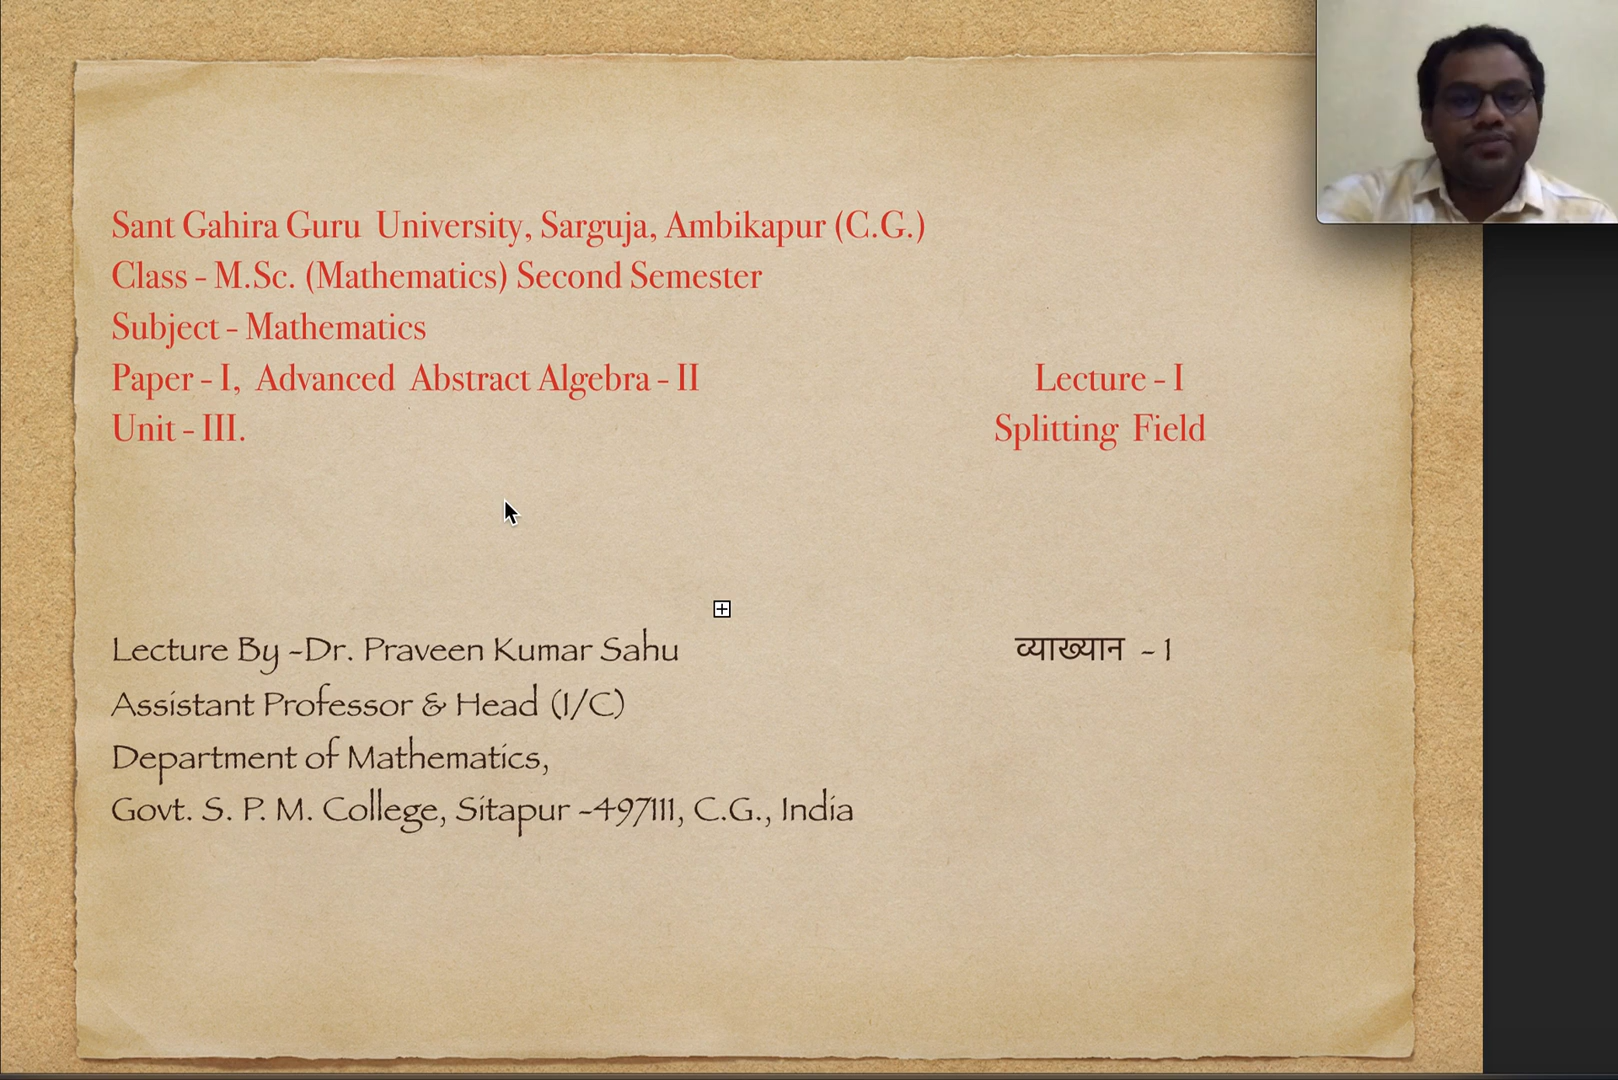 Sant Gahira Guru University, Sarguja, Ambikapur (C.G.)
Class - M.Sc. (Mathematics) Second Semester
Subject - Mathematics
Paper - I, Advanced Abstract Algebra - II
Lecture - I
Unit - III.
Splitting Field
Lecture By -Dr. Praveen Kumar Sahu
व्याख्यान - 1
Assistant Professor & Head (I/C)
Department of Mathematics,
Govt. S. P. M. College, Sitapur -497111, C.G., India